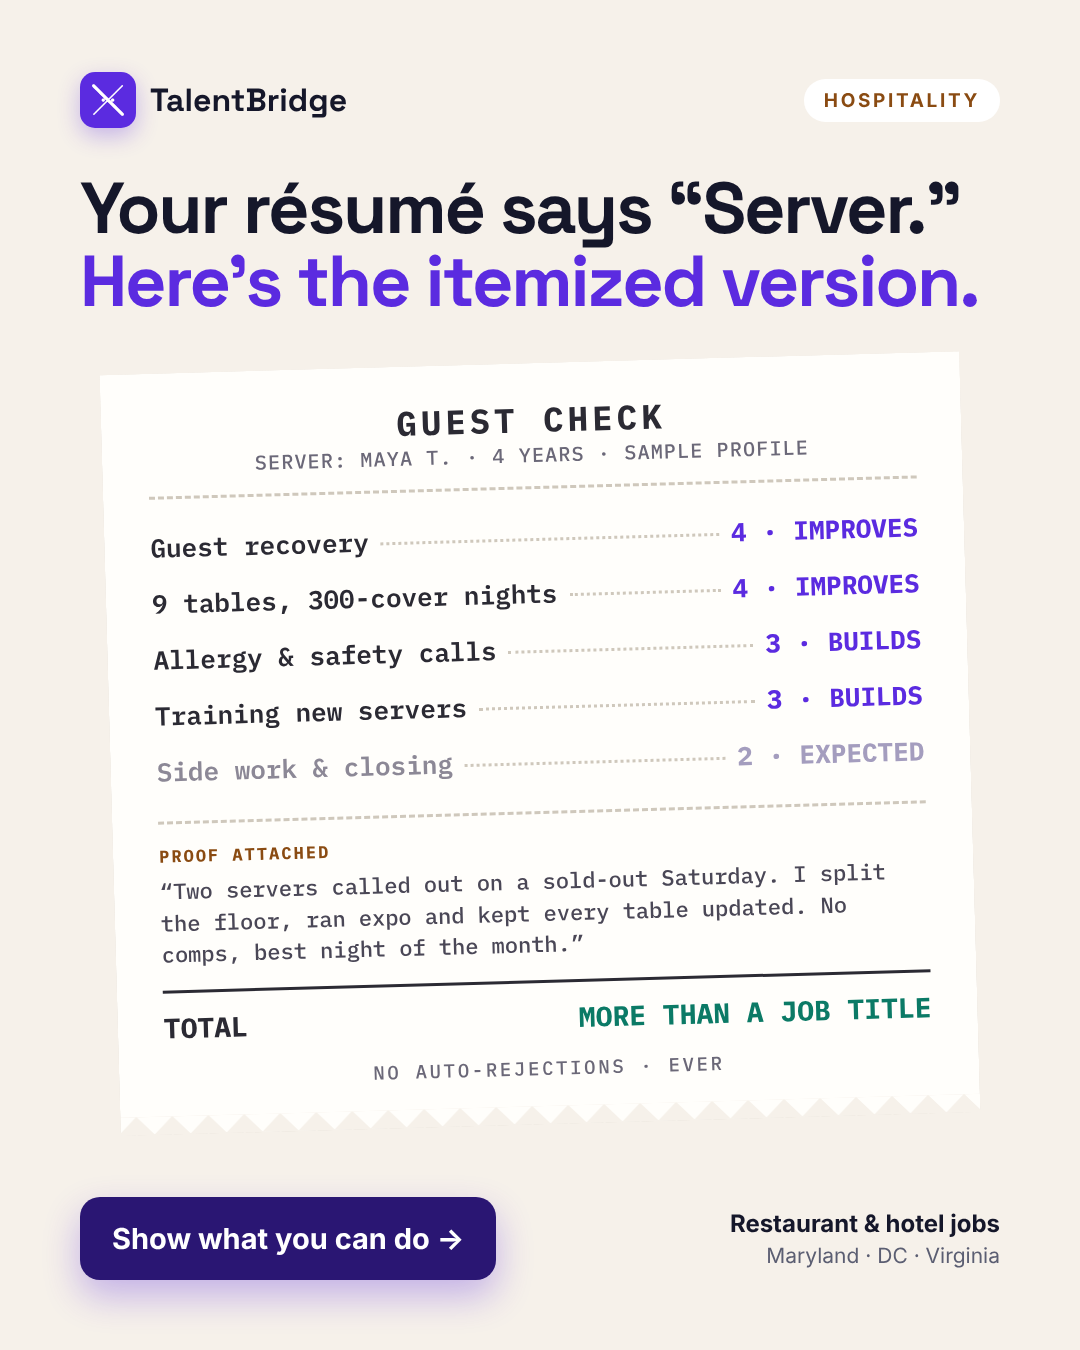 TalentBridge
HOSPITALITY
Your résumé says “Server.”
Here’s the itemized version.
GUEST CHECK
SERVER: MAYA T. · 4 YEARS · SAMPLE PROFILE
Guest recovery 4 · IMPROVES
9 tables, 300-cover nights 4 · IMPROVES
Allergy & safety calls 3 · BUILDS
Training new servers 3 · BUILDS
Side work & closing 2 · EXPECTED
PROOF ATTACHED
“Two servers called out on a sold-out Saturday. I split
the floor, ran expo and kept every table updated. No
comps, best night of the month.”
TOTAL MORE THAN A JOB TITLE
NO AUTO-REJECTIONS · EVER
Show what you can do →
Restaurant & hotel jobs
Maryland · DC · Virginia